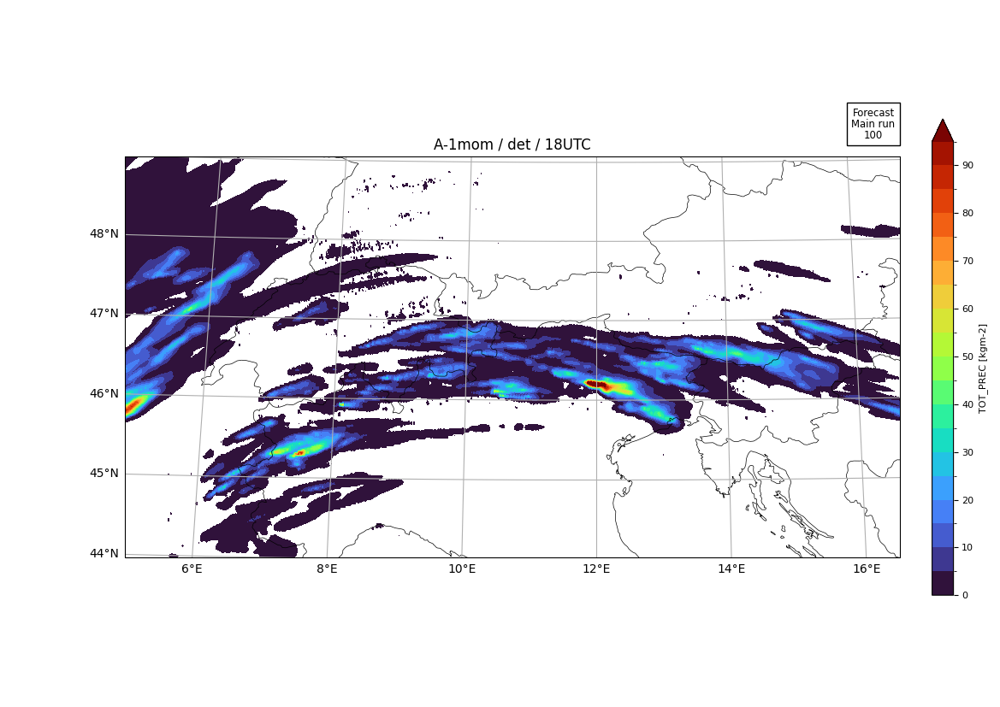 Forecast
Main run
100
A-1mom / det / 18UTC
48°N
47°N
46°N
45°N
44°N
6°E
8°E
10°E
12°E
14°E
16°E
90
80
70
60
50
40
30
20
10
0
TOT_PREC [kgm-2]